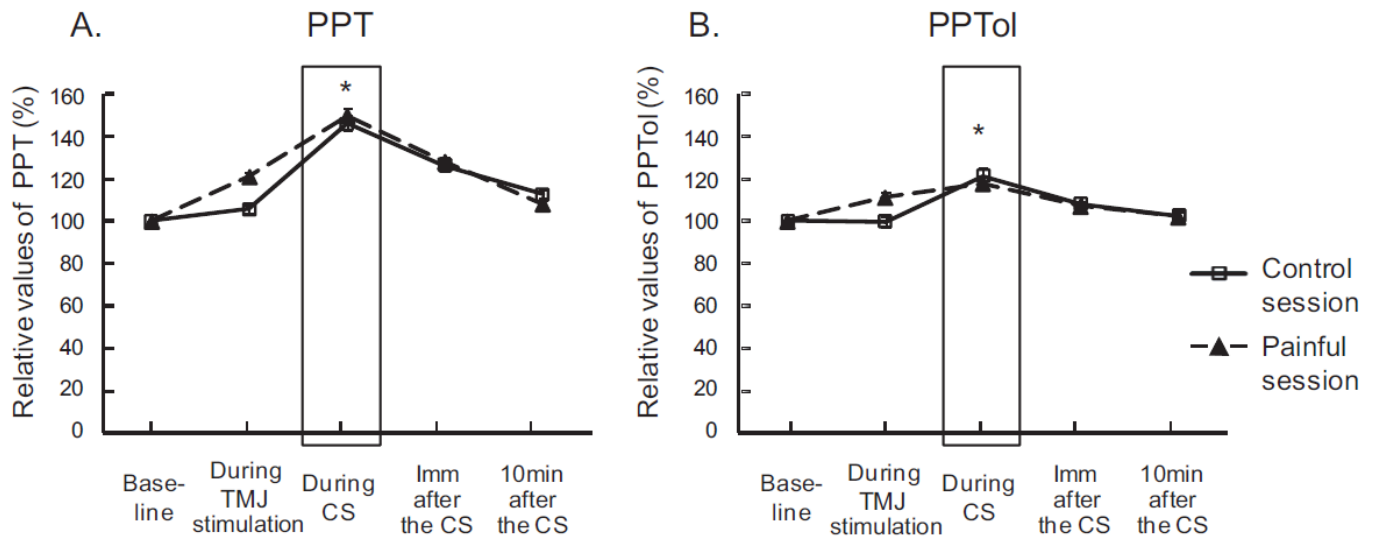 A.
PPT
Relative values of PPT (%)
160
140
120
100
80
60
40
20
0
*
Base-
line
During
TMJ
stimulation
During
CS
Imm
after
the CS
10min
after
the CS
B.
PPTol
Relative values of PPTol (%)
160
140
120
100
80
60
40
20
0
*
Base-
line
During
TMJ
stimulation
During
CS
Imm
after
the CS
10min
after
the CS
Control
session
Painful
session